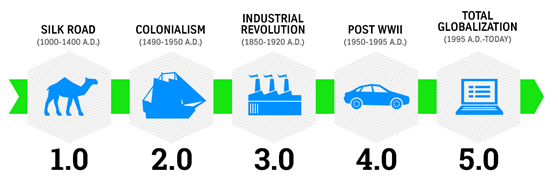 SILK ROAD
(1000-1400 A.D.)
COLONIALISM
(1490-1950 A.D.)
INDUSTRIAL
REVOLUTION
(1850-1920 A.D.)
POST WWII
(1950-1995 A.D.)
TOTAL
GLOBALIZATION
(1995 A.D.-TODAY)
1.0
2.0
3.0
4.0
5.0